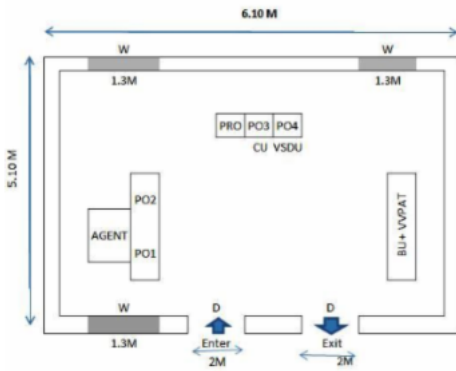 6.10 M
W
W
1.3M
1.3M
5.10 M
PRO PO3 PO4
CU VSDU
PO2
AGENT
PO1
BU+ VVPAT
W
D
D
1.3M
Enter
Exit
2M
2M